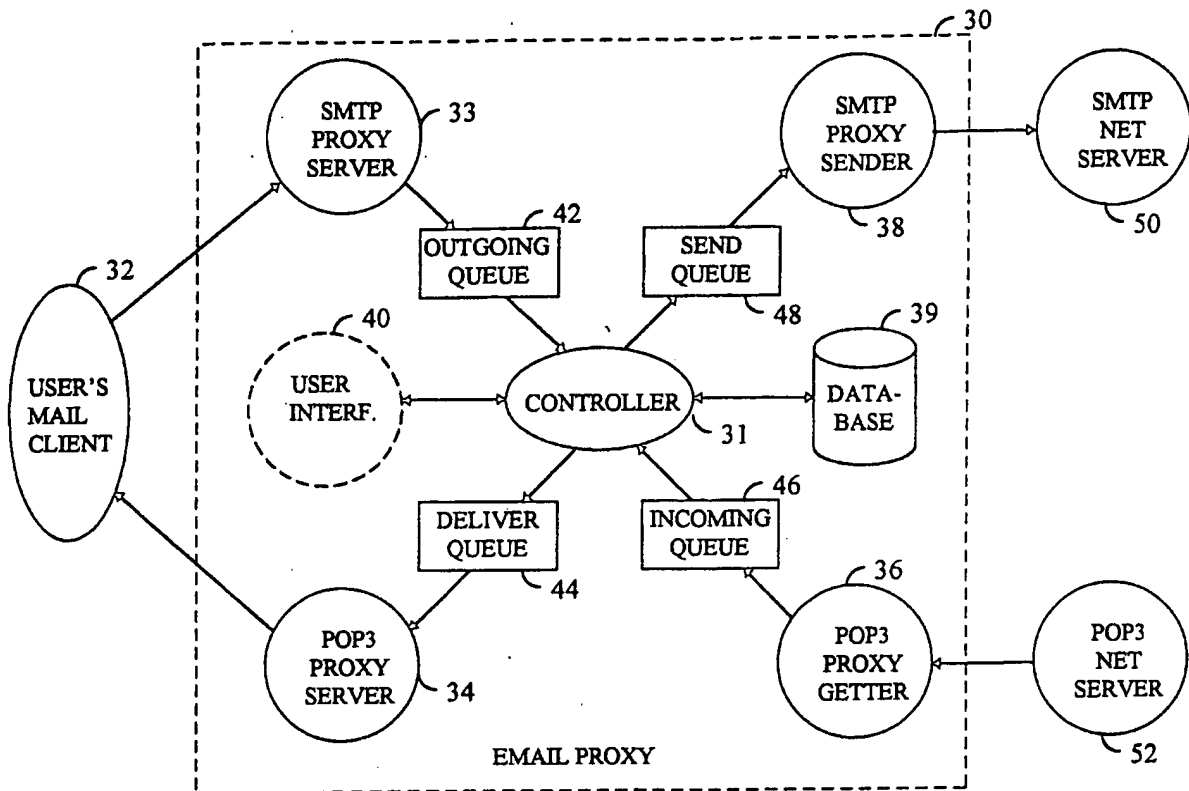 30
SMTP
PROXY
SERVER
33
SMTP
PROXY
SENDER
38
SMTP
NET
SERVER
50
42
OUTGOING
QUEUE
SEND
QUEUE
48
32
USER'S
MAIL
CLIENT
40
USER
INTERF.
CONTROLLER
31
39
DATA-
BASE
DELIVER
QUEUE
44
46
INCOMING
QUEUE
POP3
PROXY
SERVER
34
36
POP3
PROXY
GETTER
POP3
NET
SERVER
52
EMAIL PROXY